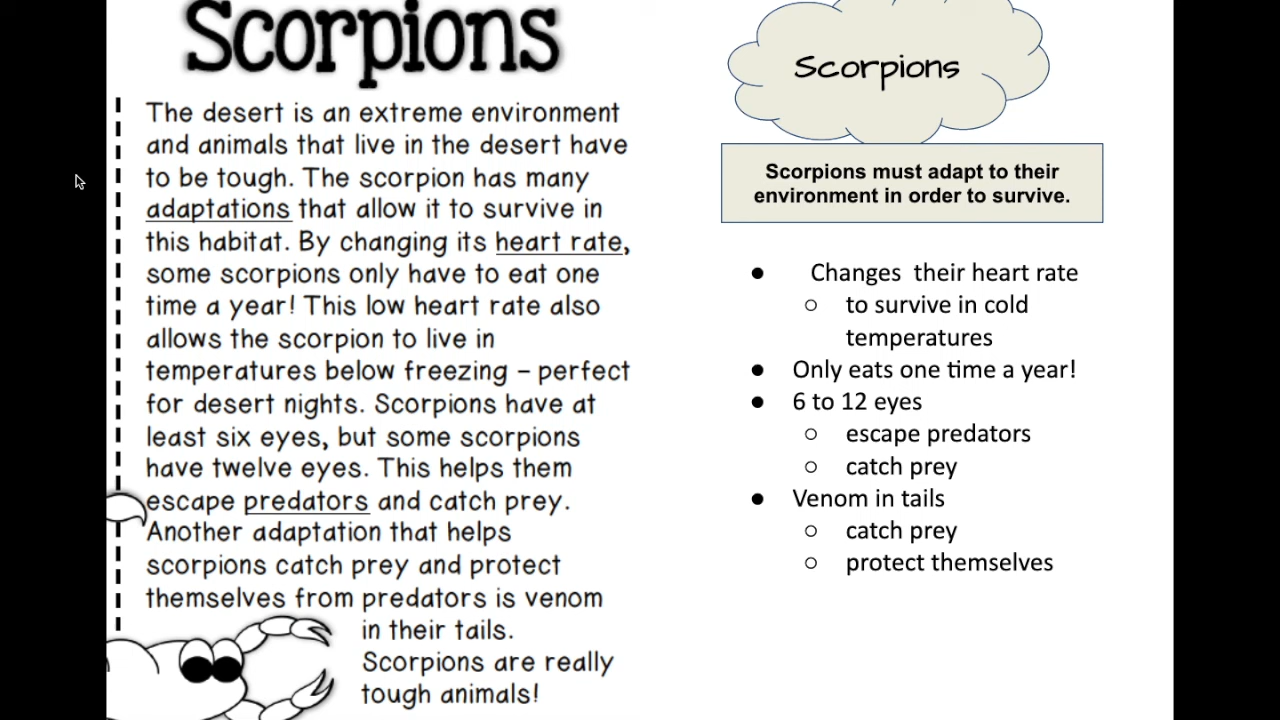 Scorpions
The desert is an extreme environment
and animals that live in the desert have
to be tough. The scorpion has many
adaptations that allow it to survive in
this habitat. By changing its heart rate,
some scorpions only have to eat one
time a year! This low heart rate also
allows the scorpion to live in
temperatures below freezing – perfect
for desert nights. Scorpions have at
least six eyes, but some scorpions
have twelve eyes. This helps them
escape predators and catch prey.
Another adaptation that helps
scorpions catch prey and protect
themselves from predators is venom
in their tails.
Scorpions are really
tough animals!
Scorpions
Scorpions must adapt to their
environment in order to survive.
● Changes their heart rate
○ to survive in cold
temperatures
● Only eats one time a year!
● 6 to 12 eyes
○ escape predators
○ catch prey
● Venom in tails
○ catch prey
○ protect themselves